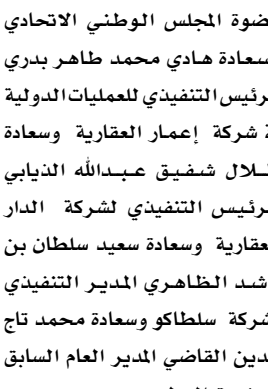 ضوة المجلس الوطني الاتحادي
سعادة هادي محمد طاهر بدري
رئيس التنفيذي للعمليات الدولية
شركة إعمار العقارية وسعادة
لال شفيق عبدالله الذيابي
رئيس التنفيذي لشركة الدار
عقارية وسعادة سعيد سلطان بن
شد الظاهري المدير التنفيذي
شركة سلطاكو وسعادة محمد تاج
دين القاضي المدير العام السابق